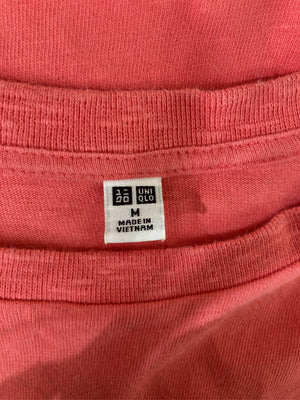 ユニ UNI
クロ QLO
M
MADE IN
VIETNAM